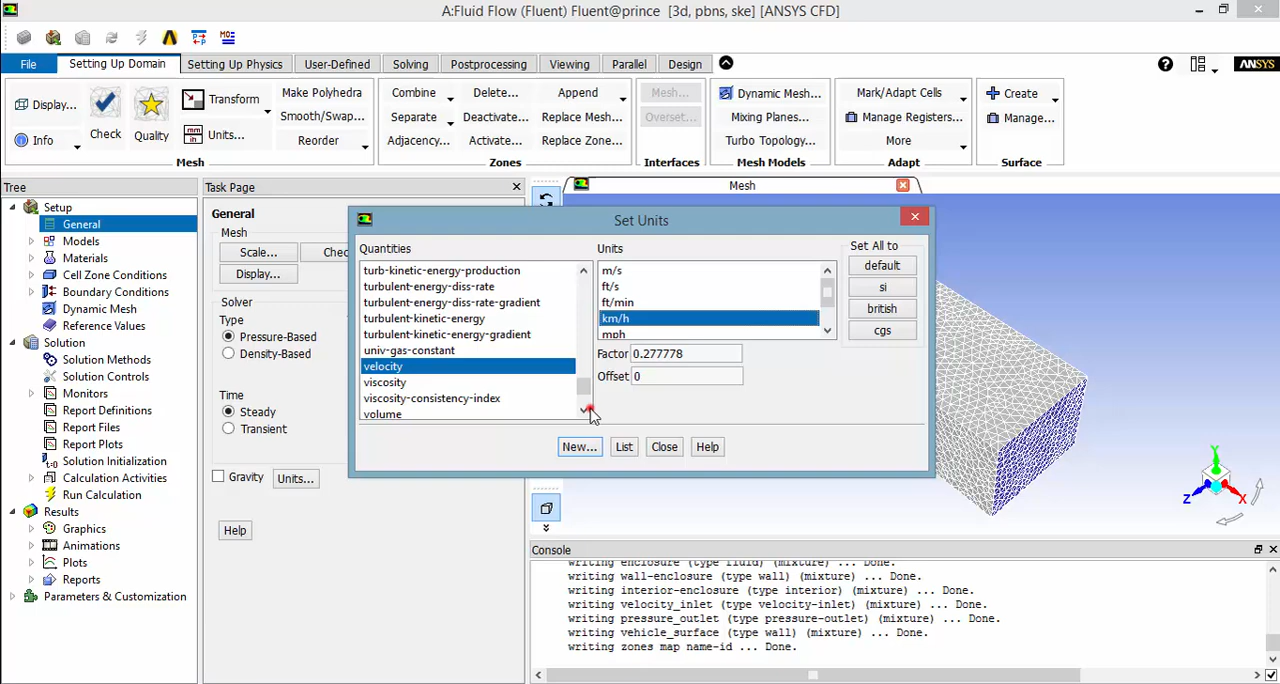 A:Fluid Flow (Fluent) Fluent@prince [3d, pbns, ske] [ANSYS CFD]
File
Setting Up Domain
Setting Up Physics
User-Defined
Solving
Postprocessing
Viewing
Parallel
Design
ANSYS
Display...
Info
Check
Quality
Transform
Units...
Make Polyhedra
Smooth/Swap...
Reorder
Mesh
Combine
Separate
Adjacency...
Delete...
Deactivate...
Activate...
Append
Replace Mesh...
Replace Zone...
Zones
Mesh...
Overset...
Interfaces
Dynamic Mesh...
Mixing Planes...
Turbo Topology...
Mesh Models
Mark/Adapt Cells
Manage Registers...
More
Adapt
Create
Manage...
Surface
Tree
Setup
General
Models
Materials
Cell Zone Conditions
Boundary Conditions
Dynamic Mesh
Reference Values
Solution
Solution Methods
Solution Controls
Monitors
Report Definitions
Report Files
Report Plots
Solution Initialization
Calculation Activities
Run Calculation
Results
Graphics
Animations
Plots
Reports
Parameters & Customization
Task Page
General
Mesh
Scale...
Display...
Solver
Type
Pressure-Based
Density-Based
Time
Steady
Transient
Gravity
Units...
Help
Mesh
Set Units
Quantities
turb-kinetic-energy-production
turbulent-energy-diss-rate
turbulent-energy-diss-rate-gradient
turbulent-kinetic-energy
turbulent-kinetic-energy-gradient
univ-gas-constant
velocity
viscosity
viscosity-consistency-index
volume
Units
m/s
ft/s
ft/min
km/h
mph
Factor 0.277778
Offset 0
Set All to
default
si
british
cgs
New...
List
Close
Help
Y
Z
X
Console
writing enclosure (type fluid) (mixture) ... Done.
writing wall-enclosure (type wall) (mixture) ... Done.
writing interior-enclosure (type interior) (mixture) ... Done.
writing velocity_inlet (type velocity-inlet) (mixture) ... Done.
writing pressure_outlet (type pressure-outlet) (mixture) ... Done.
writing vehicle_surface (type wall) (mixture) ... Done.
writing zones map name-id ... Done.